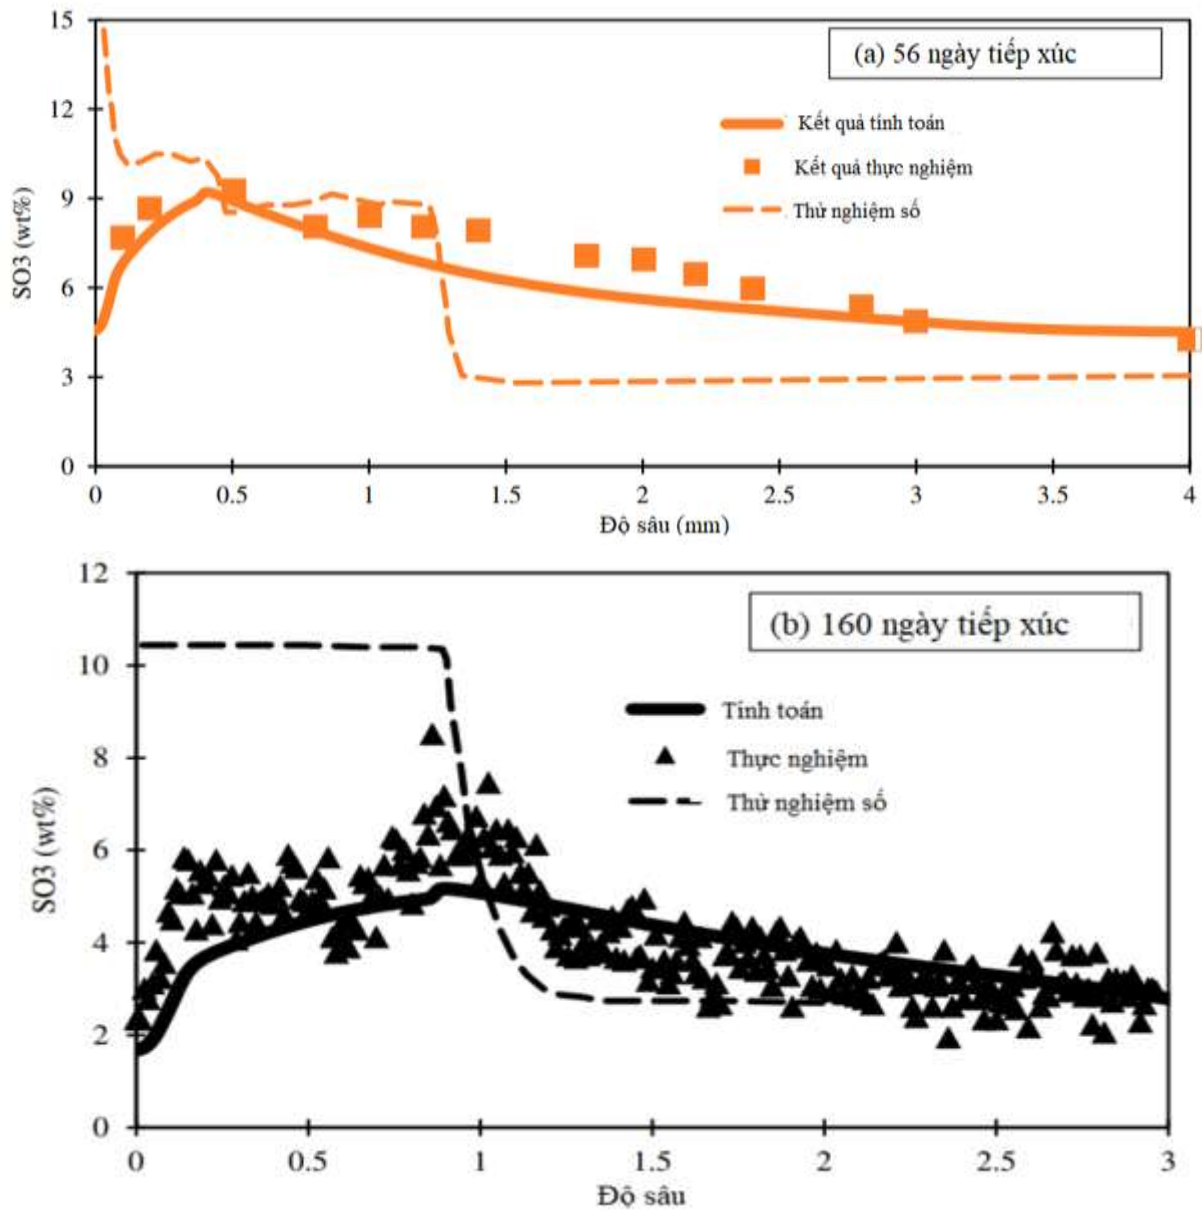 15
12
9
6
3
0
SO3 (wt%)
(a) 56 ngày tiếp xúc
Kết quả tính toán
Kết quả thực nghiệm
Thử nghiệm số
0 0.5 1 1.5 2 2.5 3 3.5 4
Độ sâu (mm)
12
10
8
6
4
2
0
SO3 (wt%)
(b) 160 ngày tiếp xúc
Tính toán
Thực nghiệm
Thử nghiệm số
0 0.5 1 1.5 2 2.5 3
Độ sâu